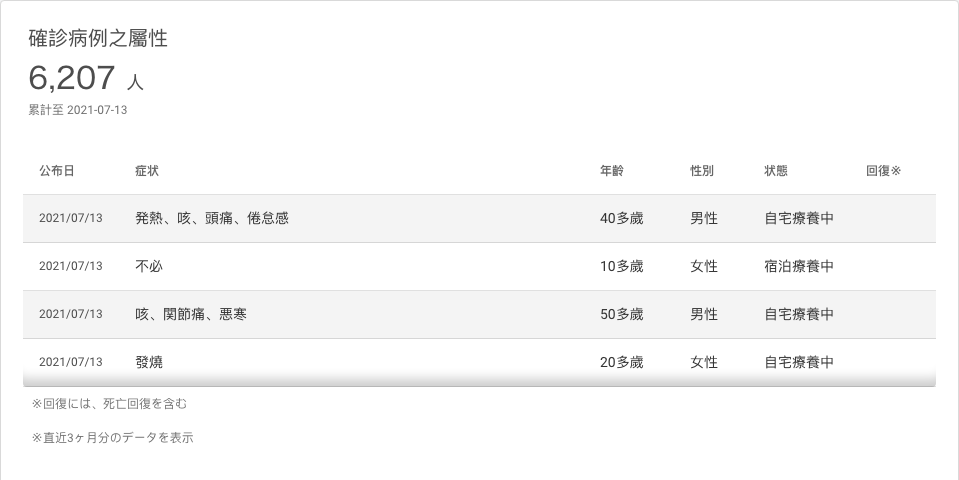 確診病例之屬性
6,207 人
累計至 2021-07-13
公布日 症状 年齡 性別 状態 回復※
2021/07/13 発熱、咳、頭痛、倦怠感 40多歲 男性 自宅療養中
2021/07/13 不必 10多歲 女性 宿泊療養中
2021/07/13 咳、関節痛、悪寒 50多歲 男性 自宅療養中
2021/07/13 發燒 20多歲 女性 自宅療養中
※回復には、死亡回復を含む
※直近3ヶ月分のデータを表示